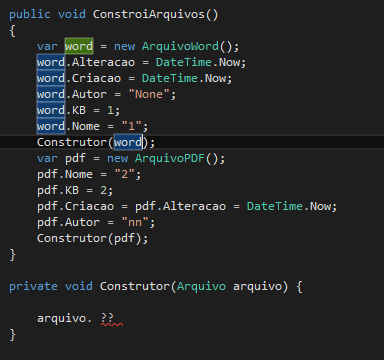 public void ConstroiArquivos()
{
var word = new ArquivoWord();
word.Alteracao = DateTime.Now;
word.Criacao = DateTime.Now;
word.Autor = "None";
word.KB = 1;
word.Nome = "1";
Construtor(word);
var pdf = new ArquivoPDF();
pdf.Nome = "2";
pdf.KB = 2;
pdf.Criacao = pdf.Alteracao = DateTime.Now;
pdf.Autor = "nn";
Construtor(pdf);
}
private void Construtor(Arquivo arquivo) {
arquivo. ??
}